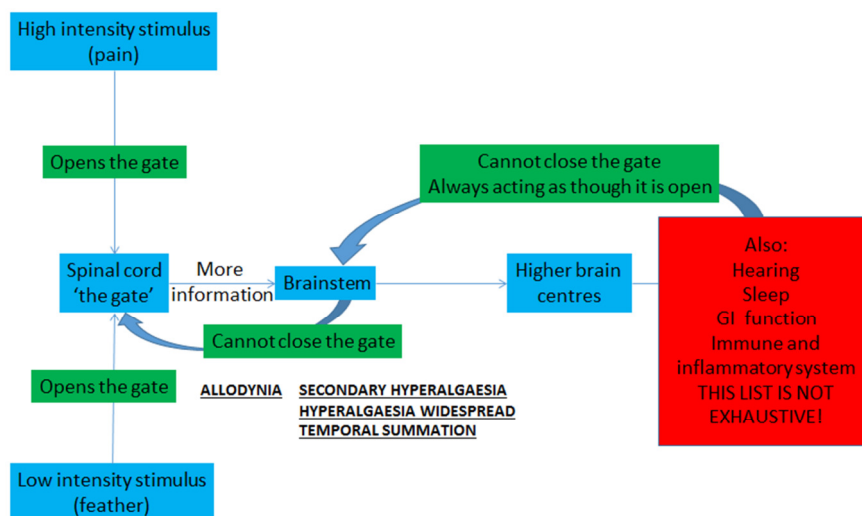 High intensity stimulus
(pain)
Opens the gate
Cannot close the gate
Always acting as though it is open
Spinal cord
'the gate'
More
information
Brainstem
Higher brain
centres
Also:
Hearing
Sleep
GI function
Immune and
inflammatory system
THIS LIST IS NOT
EXHAUSTIVE!
Cannot close the gate
Opens the gate
ALLODYNIA
SECONDARY HYPERALGAESIA
HYPERALGAESIA WIDESPREAD
TEMPORAL SUMMATION
Low intensity stimulus
(feather)